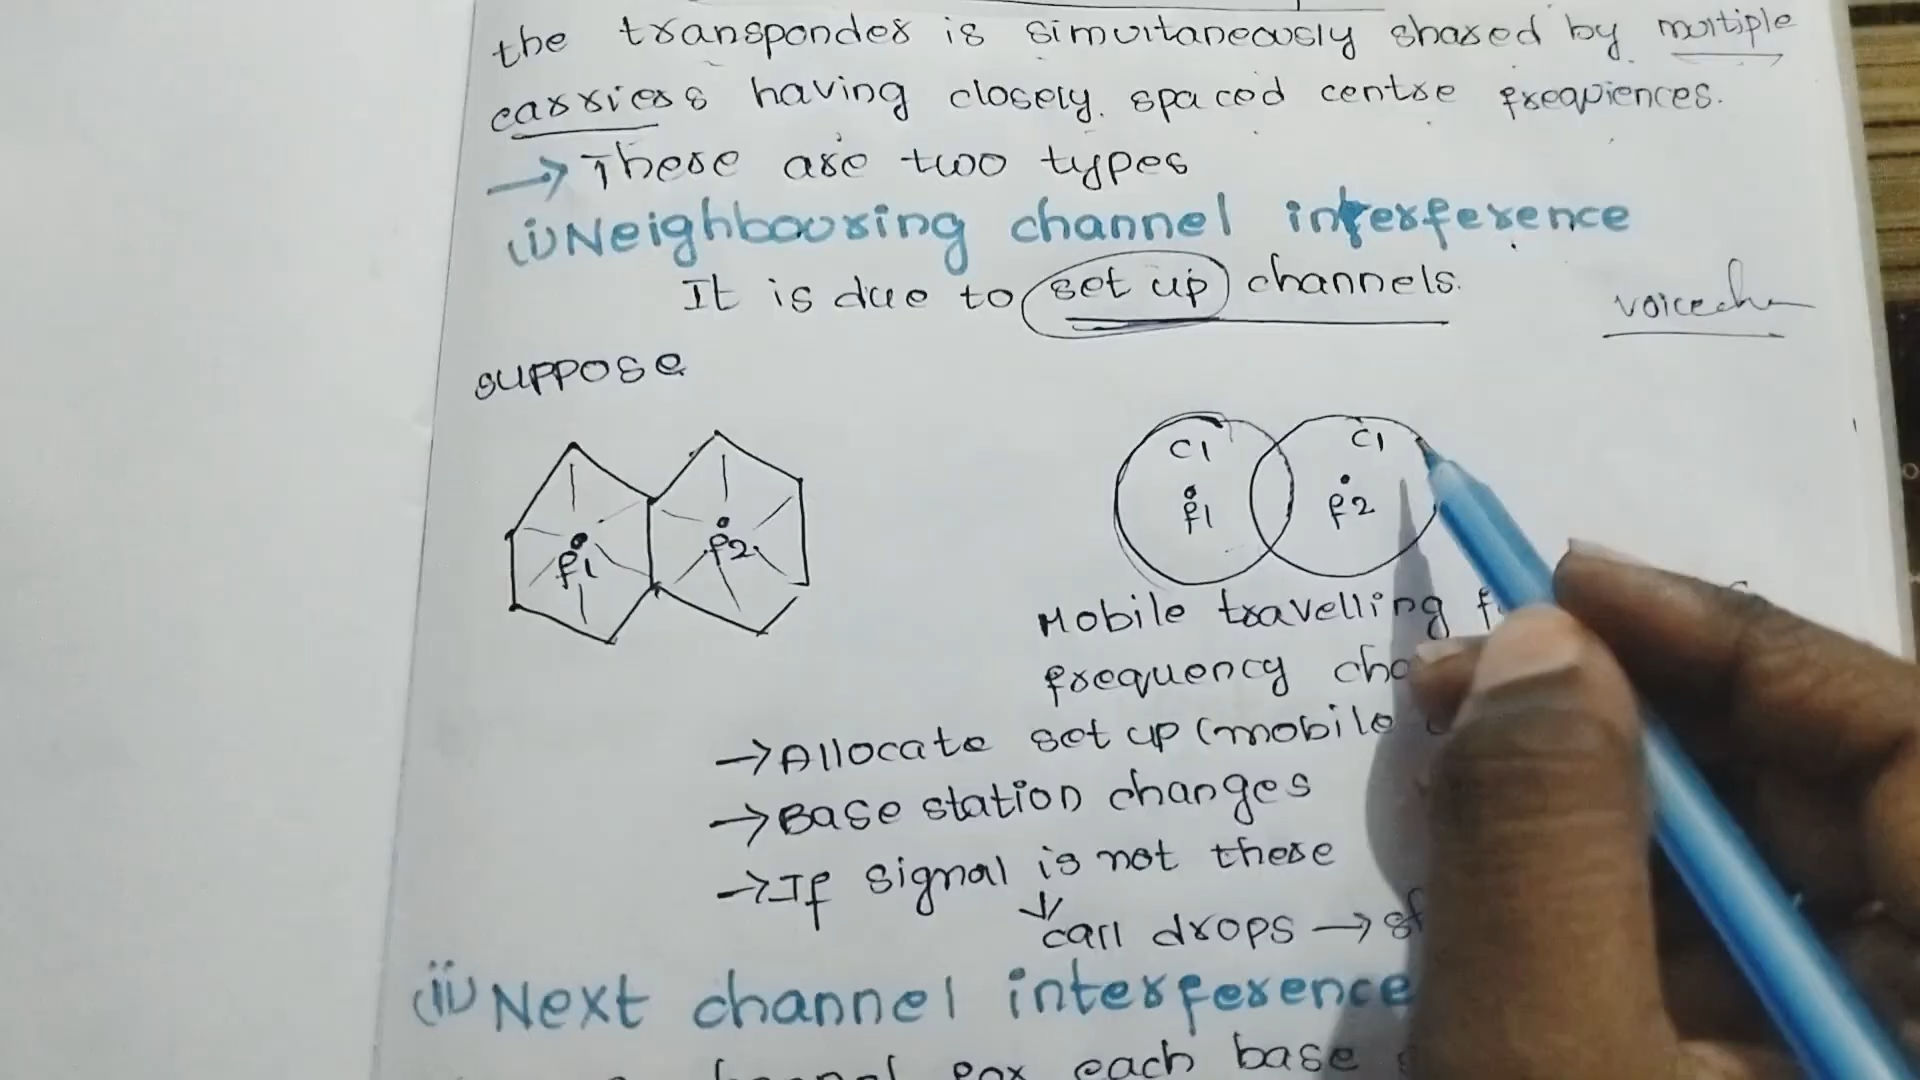 the transponder is simultaneously shared by multiple
carriers having closely spaced centre freqviences.
→ There are two types
(i) Neighbouring channel interference
It is due to set up channels.
voice ch
suppose
f1 f2
C1 C1
f1 f2
Mobile travelling
frequency
→ Allocate set up (mobile
→ Base station changes
→ If signal is not there
call drops →
(ii) Next channel interference
each base